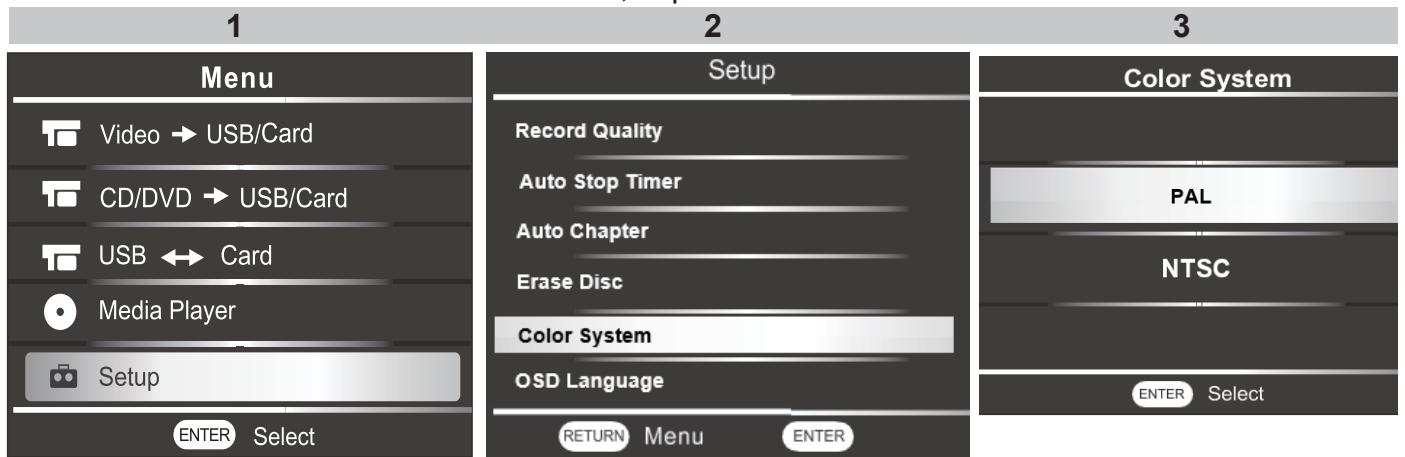 1
2
3
Menu
Video → USB/Card
CD/DVD → USB/Card
USB ↔ Card
Media Player
Setup
ENTER Select
Setup
Record Quality
Auto Stop Timer
Auto Chapter
Erase Disc
Color System
OSD Language
RETURN Menu ENTER
Color System
PAL
NTSC
ENTER Select